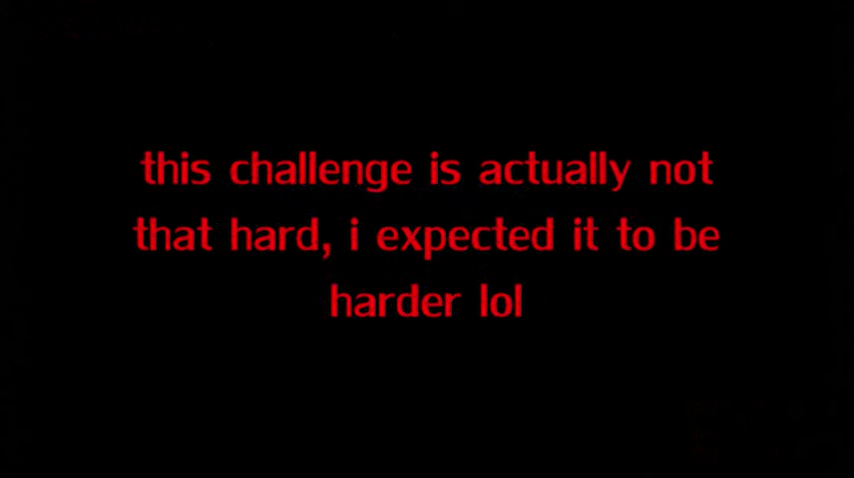 this challenge is actually not
that hard, i expected it to be
harder lol